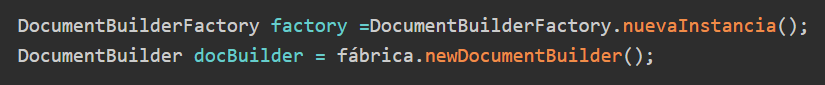 DocumentBuilderFactory factory =DocumentBuilderFactory.nuevaInstancia();
DocumentBuilder docBuilder = fábrica.newDocumentBuilder();